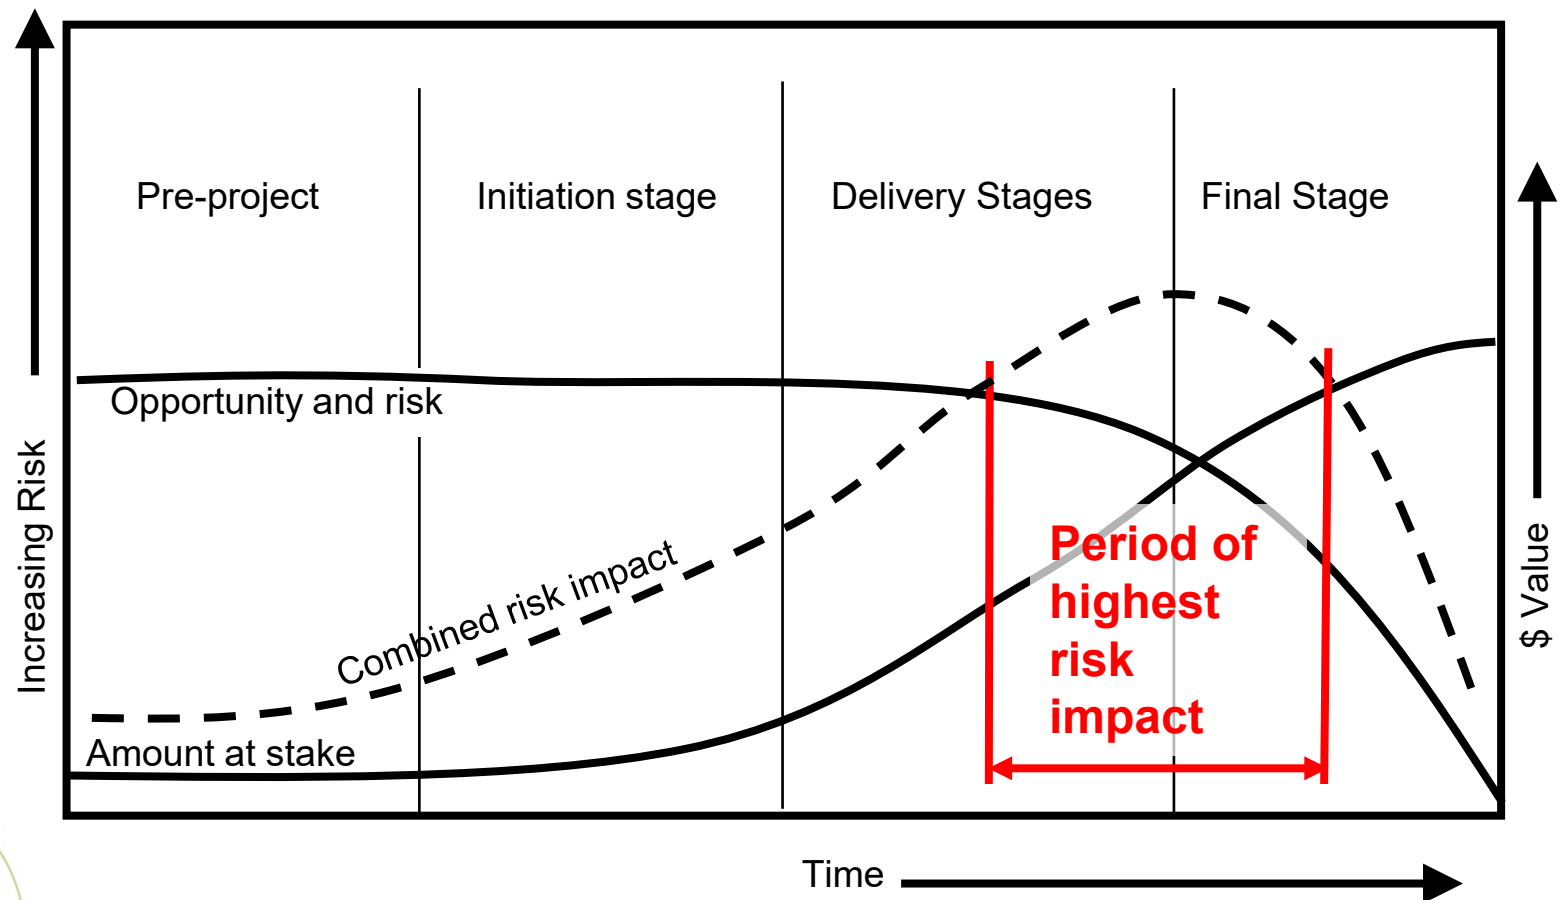 Pre-project
Initiation stage
Delivery Stages
Final Stage
Opportunity and risk
Increasing Risk
Combined risk impact
Amount at stake
Period of
highest
risk
impact
$ Value
Time